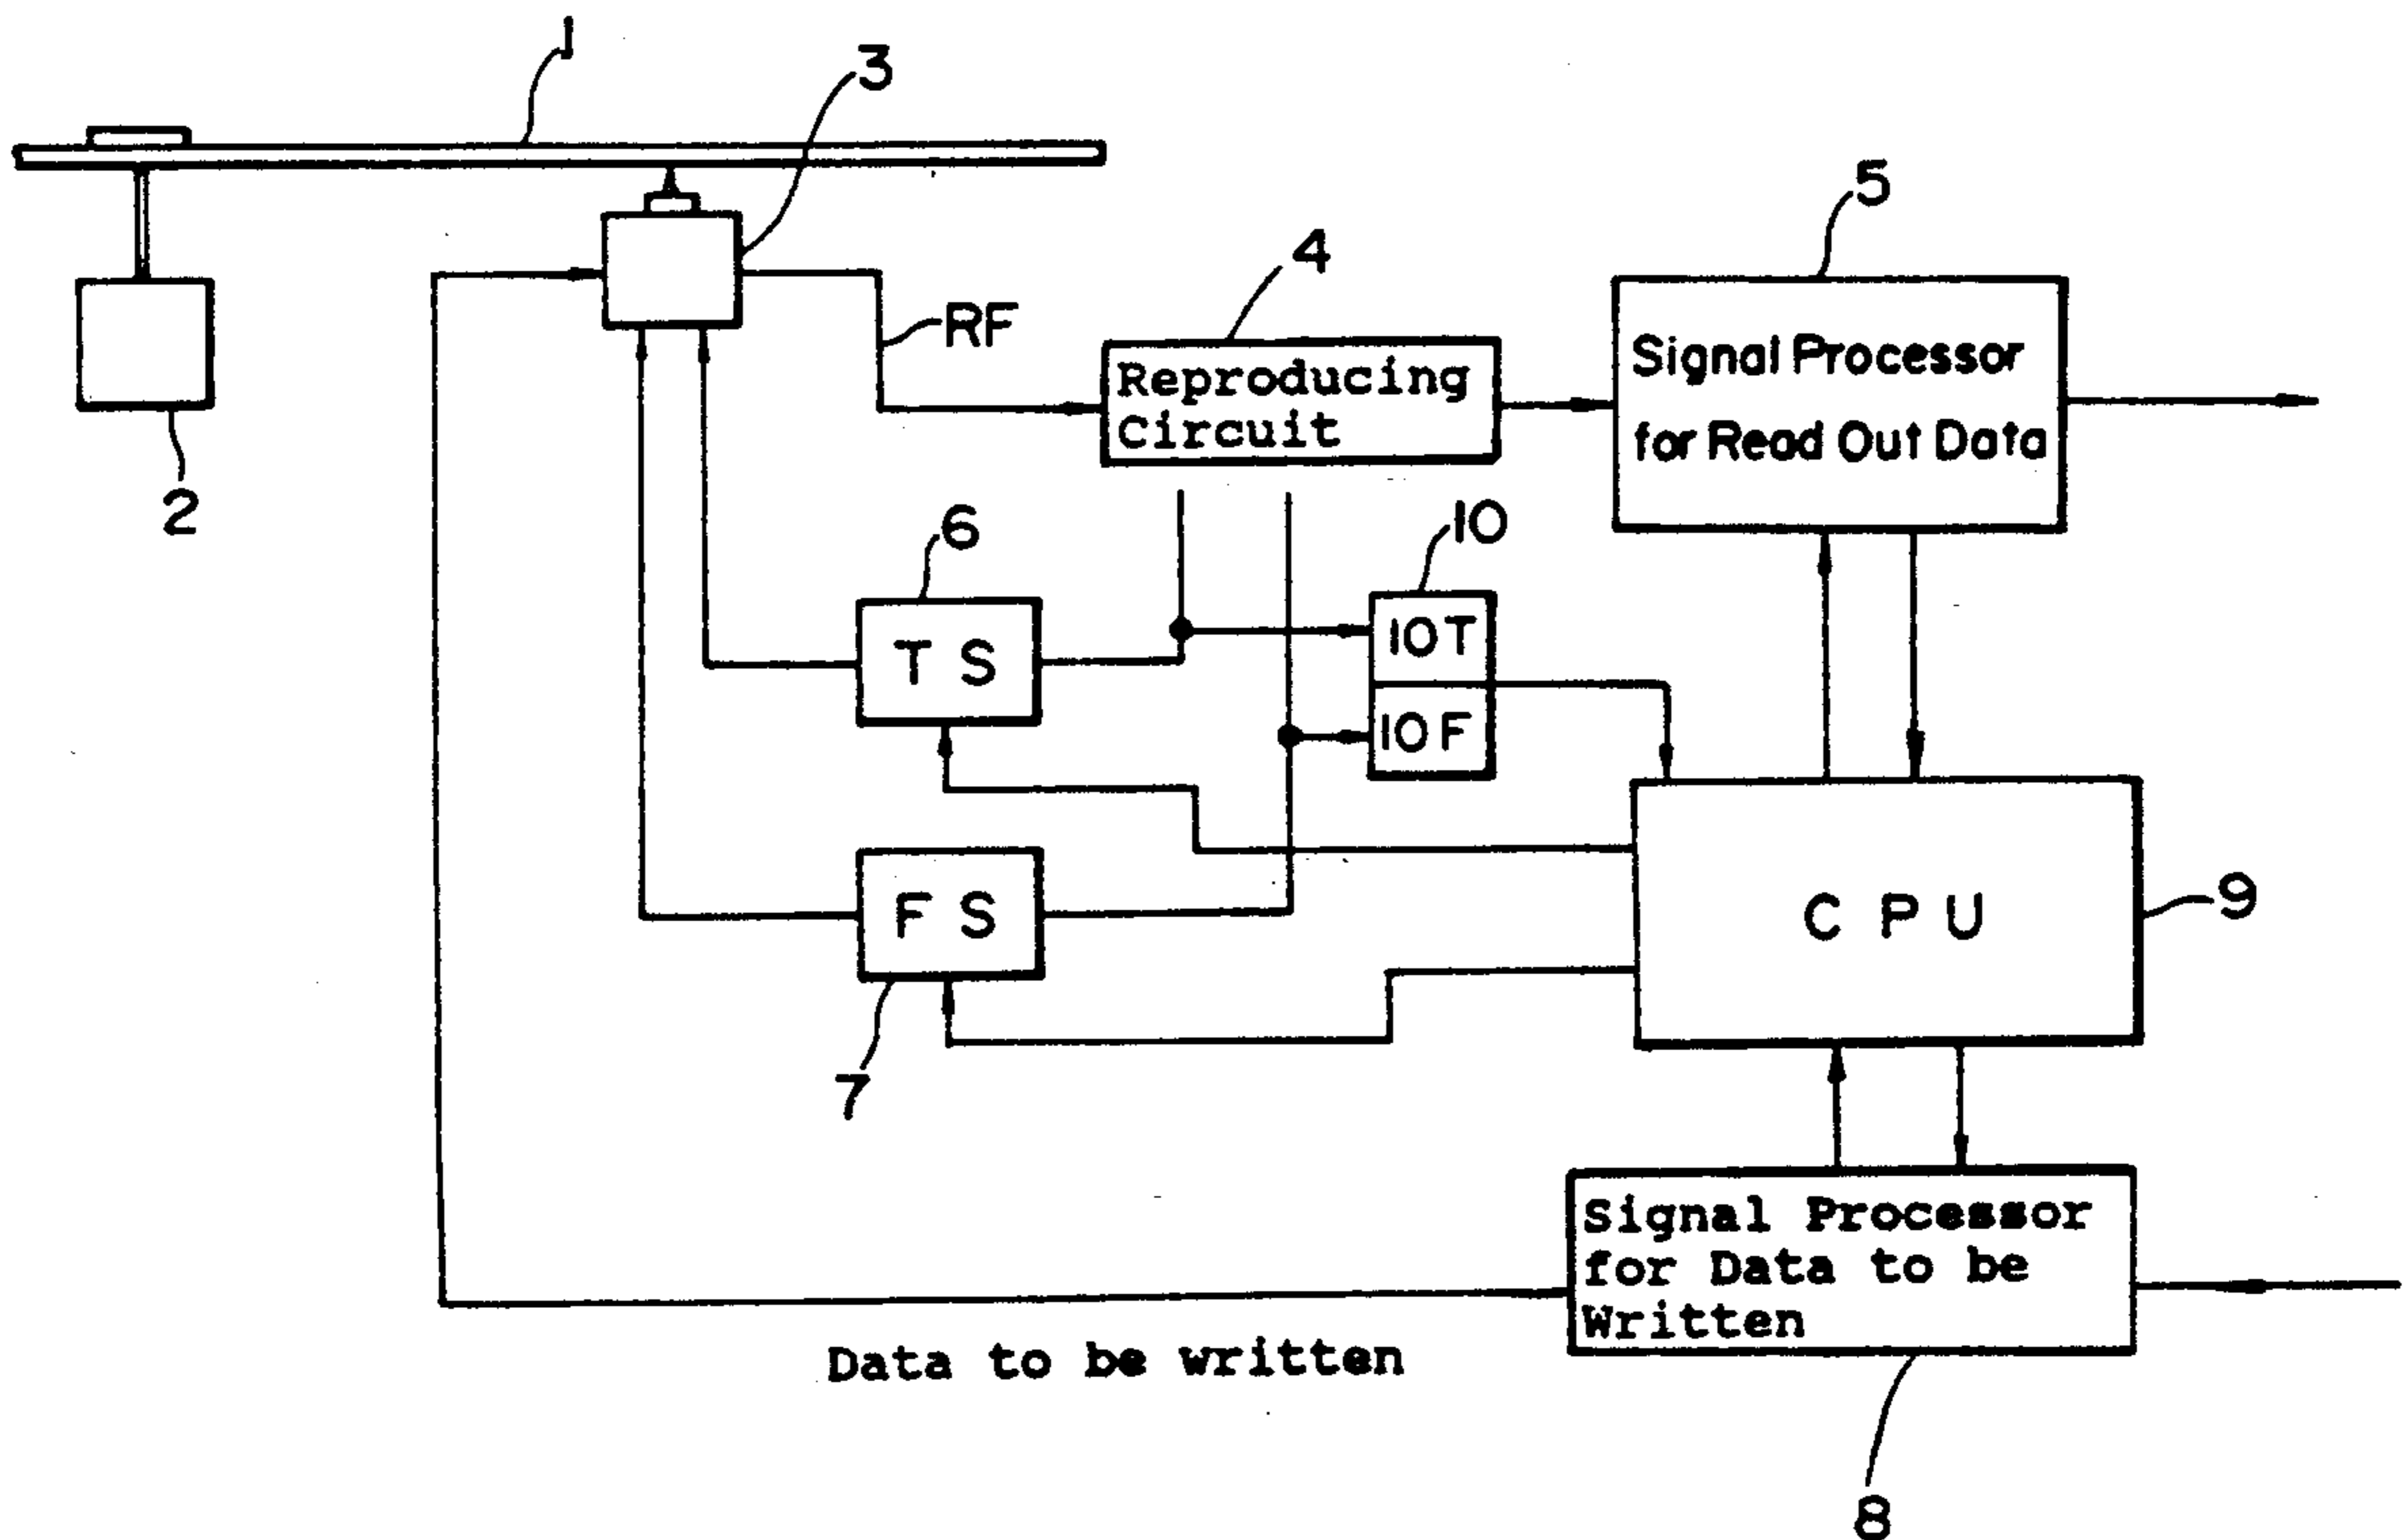 1
3
5
4
RF
Reproducing
Circuit
Signal Processor
for Read Out Data
2
6
10
T S
10T
10F
F S
C P U
9
7
Signal Processor
for Data to be
Written
Data to be written
8